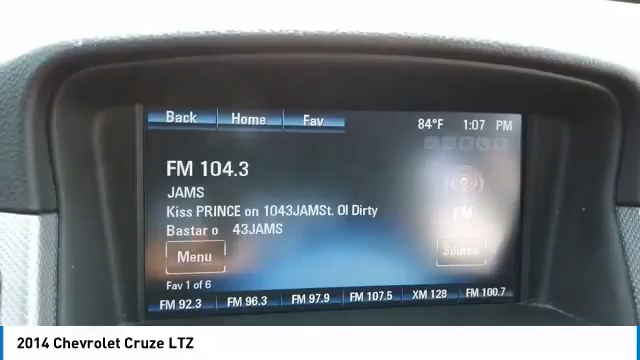 Back Home Fav 84°F 1:07 PM
FM 104.3
JAMS
Kiss PRINCE on 1043JAMSt. Ol Dirty
Bastar o 43JAMS
FM
Menu Source
Fav 1 of 6
FM 92.3 FM 96.3 FM 97.9 FM 107.5 XM 128 FM 100.7
2014 Chevrolet Cruze LTZ